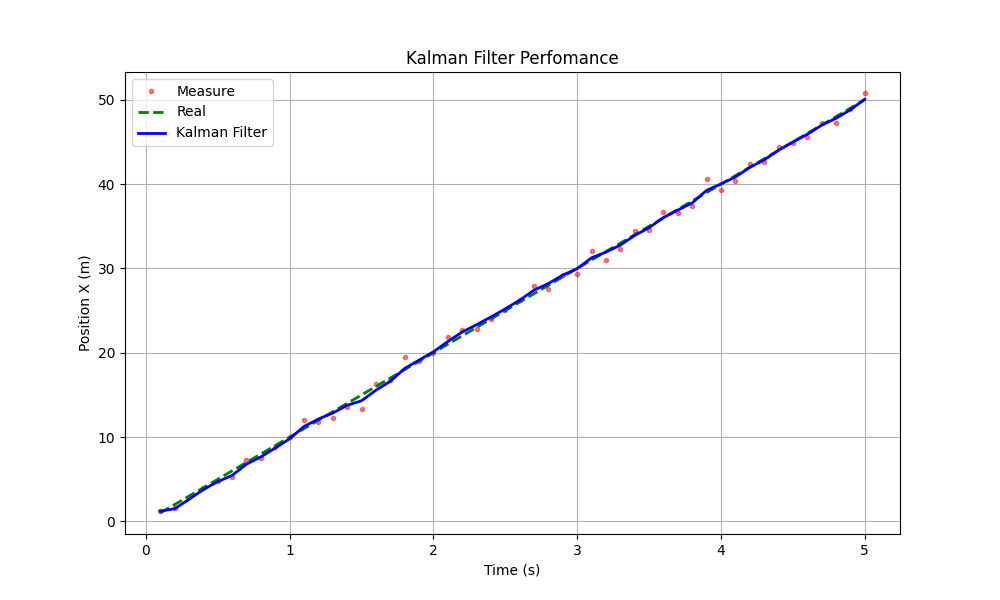 Kalman Filter Perfomance
Measure
Real
Kalman Filter
50
40
30
20
10
0
Position X (m)
0 1 2 3 4 5
Time (s)